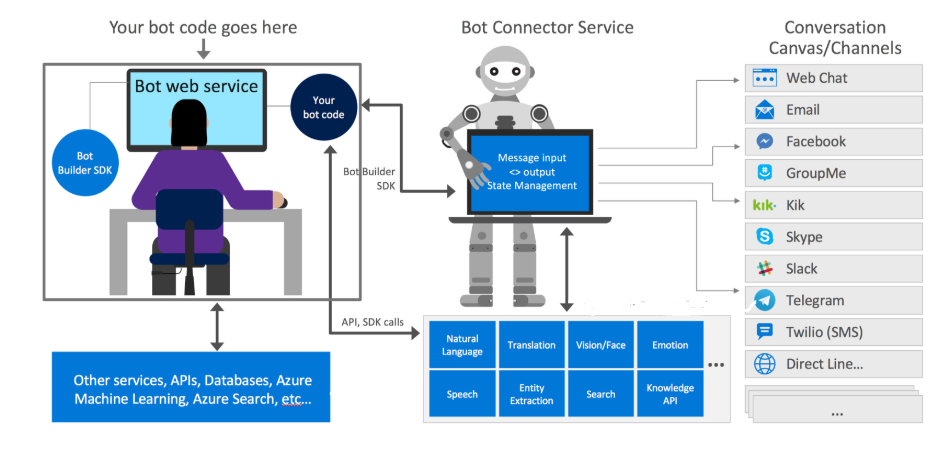 Your bot code goes here
Bot web service
Your
bot code
Bot
Builder SDK
Bot Builder
SDK
API, SDK calls
Other services, APIs, Databases, Azure
Machine Learning, Azure Search, etc...
Bot Connector Service
Message input
<> output
State Management
Natural
Language
Translation
Vision/Face
Emotion
Speech
Entity
Extraction
Search
Knowledge
API
...
Conversation
Canvas/Channels
Web Chat
Email
Facebook
GroupMe
kik
Kik
Skype
Slack
Telegram
Twilio (SMS)
Direct Line...
...